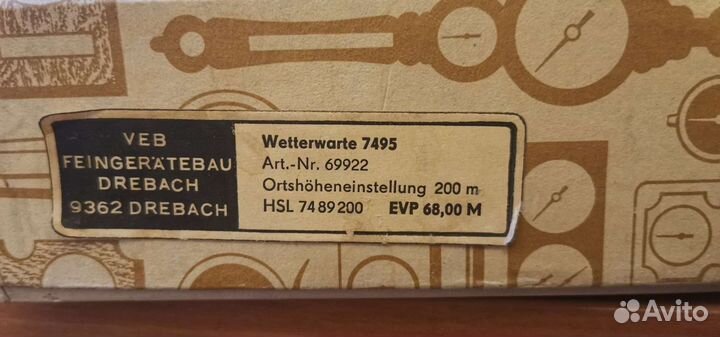 VEB
FEINGERÄTEBAU
DREBACH
9362 DREBACH
Wetterwarte 7495
Art.-Nr. 69922
Ortshöheneinstellung 200 m
HSL 7489200 EVP 68,00 M
Avito